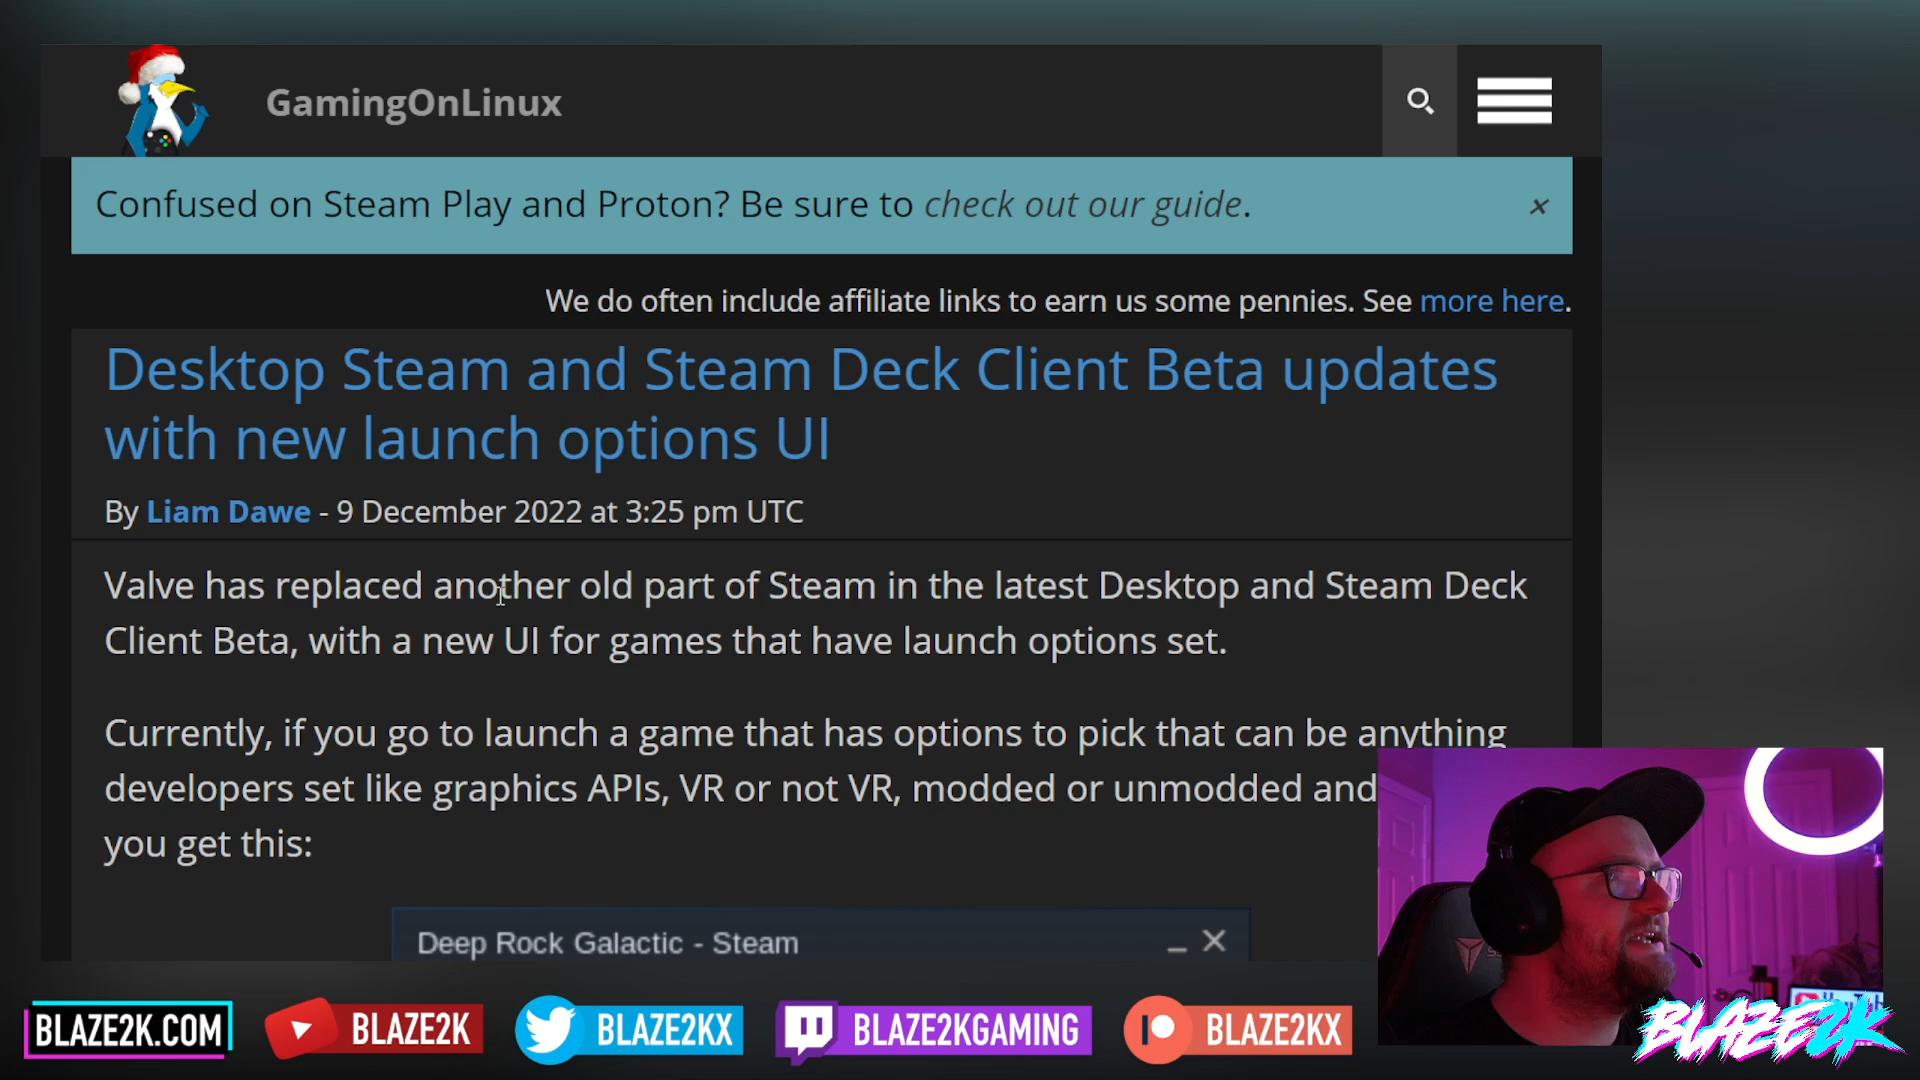 GamingOnLinux
Confused on Steam Play and Proton? Be sure to check out our guide.
×
We do often include affiliate links to earn us some pennies. See more here.
Desktop Steam and Steam Deck Client Beta updates
with new launch options UI
By Liam Dawe - 9 December 2022 at 3:25 pm UTC
Valve has replaced another old part of Steam in the latest Desktop and Steam Deck
Client Beta, with a new UI for games that have launch options set.
Currently, if you go to launch a game that has options to pick that can be anything
developers set like graphics APIs, VR or not VR, modded or unmodded and
you get this:
Deep Rock Galactic - Steam
BLAZE2K.COM
BLAZE2K
BLAZE2KX
BLAZE2KGAMING
BLAZE2KX
BLAZE2K